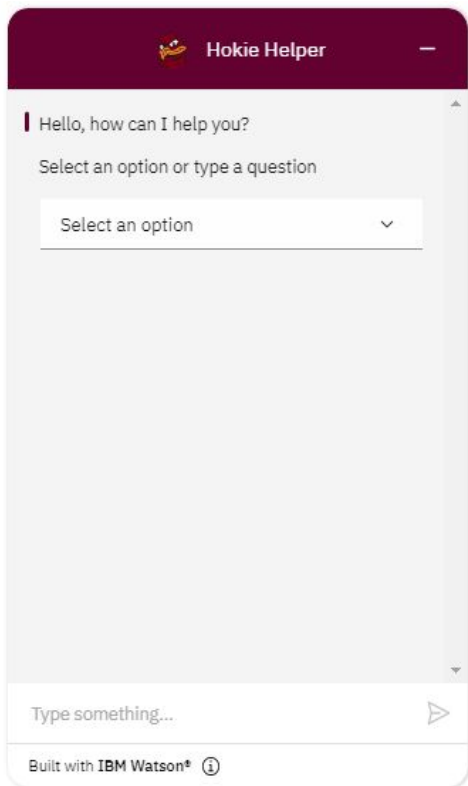 Hokie Helper
Hello, how can I help you?
Select an option or type a question
Select an option
Type something...
Built with IBM Watson®